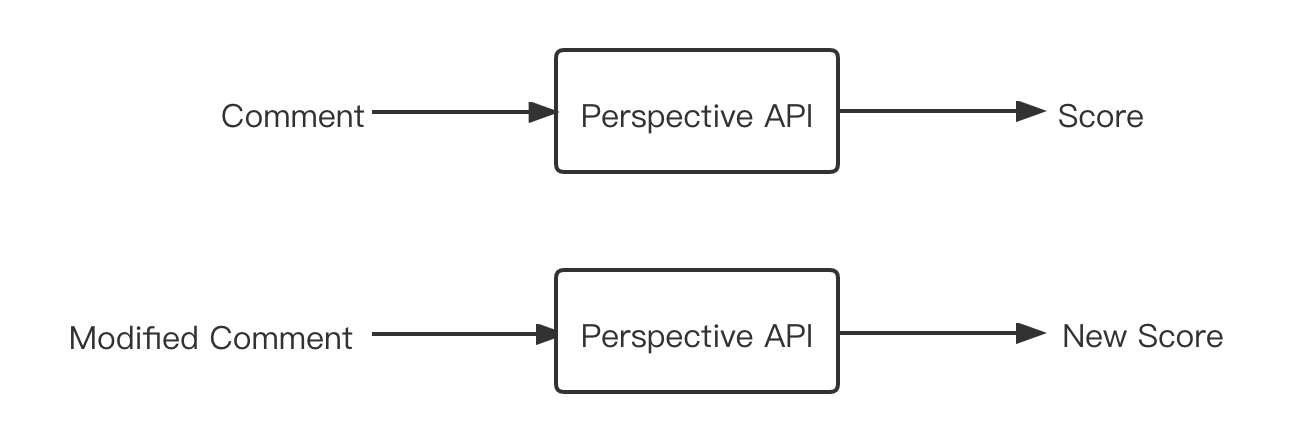 Comment Perspective API Score
Modified Comment Perspective API New Score